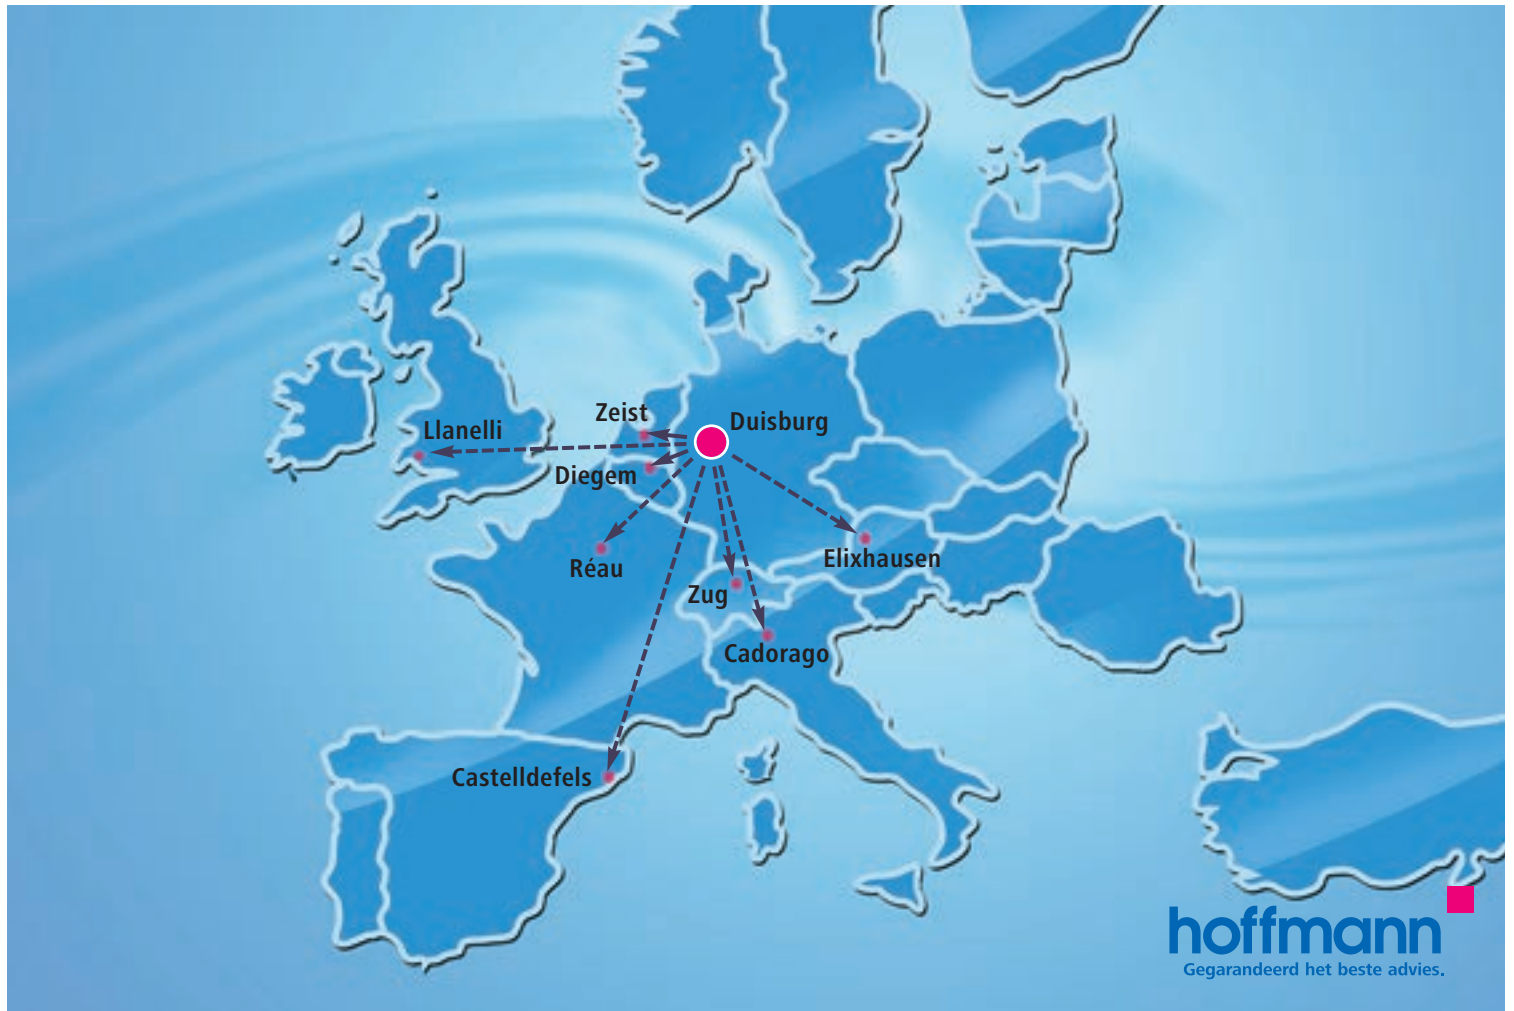 Zeist
Duisburg
Llanelli
Diegem
Elixhausen
Réau
Zug
Cadorago
Castelldefels
hoffmann
Gegarandeerd het beste advies.